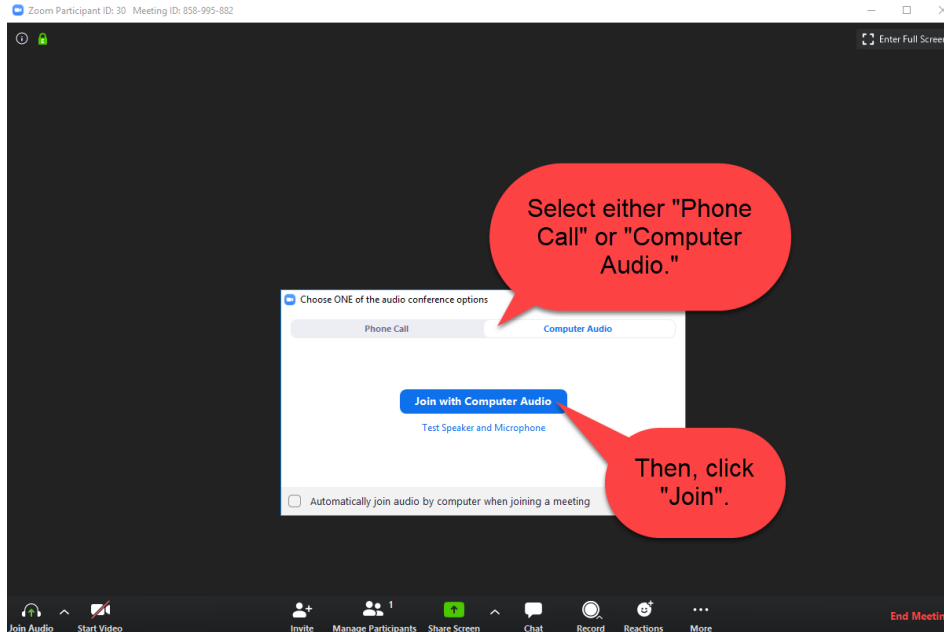 Zoom Participant ID: 30 Meeting ID: 858-995-882
Enter Full Screen
Select either "Phone
Call" or "Computer
Audio."
Choose ONE of the audio conference options
Phone Call
Computer Audio
Join with Computer Audio
Test Speaker and Microphone
Then, click
"Join".
Automatically join audio by computer when joining a meeting
1
Join Audio
Start Video
Invite
Manage Participants
Share Screen
Chat
Record
Reactions
More
End Meetin